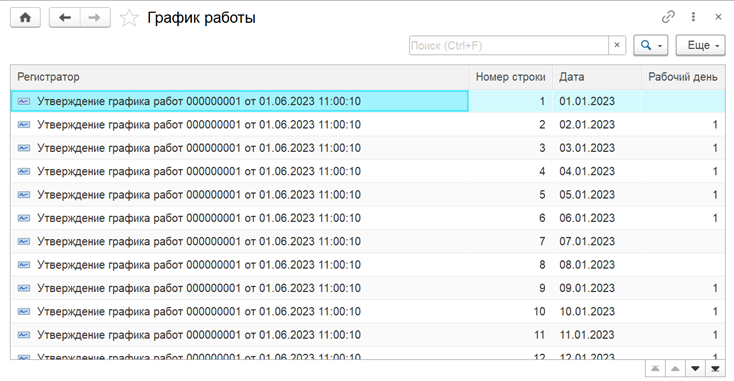 График работы
Поиск (Ctrl+F) × Еще
Регистратор Номер строки Дата Рабочий день
Утверждение графика работ 000000001 от 01.06.2023 11:00:10 1 01.01.2023
Утверждение графика работ 000000001 от 01.06.2023 11:00:10 2 02.01.2023 1
Утверждение графика работ 000000001 от 01.06.2023 11:00:10 3 03.01.2023 1
Утверждение графика работ 000000001 от 01.06.2023 11:00:10 4 04.01.2023 1
Утверждение графика работ 000000001 от 01.06.2023 11:00:10 5 05.01.2023 1
Утверждение графика работ 000000001 от 01.06.2023 11:00:10 6 06.01.2023 1
Утверждение графика работ 000000001 от 01.06.2023 11:00:10 7 07.01.2023
Утверждение графика работ 000000001 от 01.06.2023 11:00:10 8 08.01.2023
Утверждение графика работ 000000001 от 01.06.2023 11:00:10 9 09.01.2023 1
Утверждение графика работ 000000001 от 01.06.2023 11:00:10 10 10.01.2023 1
Утверждение графика работ 000000001 от 01.06.2023 11:00:10 11 11.01.2023 1
Утверждение графика работ 000000001 от 01.06.2023 11:00:10 12 12.01.2023 1